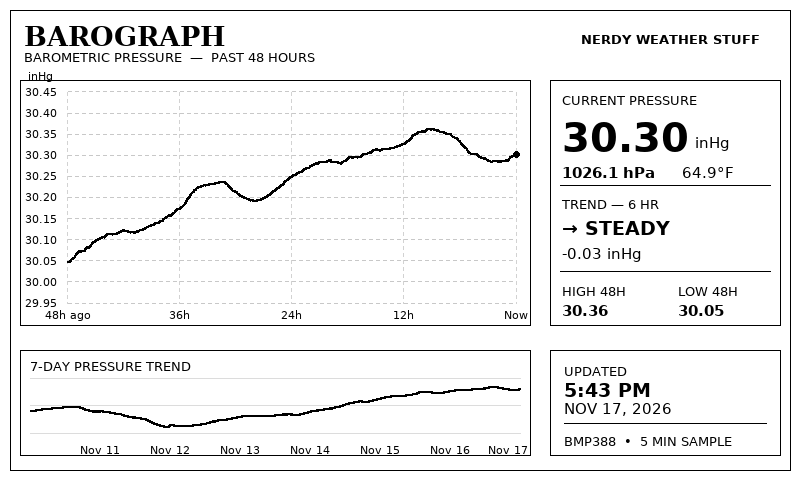 BAROGRAPH
BAROMETRIC PRESSURE — PAST 48 HOURS
NERDY WEATHER STUFF
inHg
30.45
30.40
30.35
30.30
30.25
30.20
30.15
30.10
30.05
30.00
29.95
48h ago 36h 24h 12h Now
CURRENT PRESSURE
30.30 inHg
1026.1 hPa 64.9°F
TREND — 6 HR
→ STEADY
-0.03 inHg
HIGH 48H LOW 48H
30.36 30.05
7-DAY PRESSURE TREND
Nov 11 Nov 12 Nov 13 Nov 14 Nov 15 Nov 16 Nov 17
UPDATED
5:43 PM
NOV 17, 2026
BMP388 • 5 MIN SAMPLE